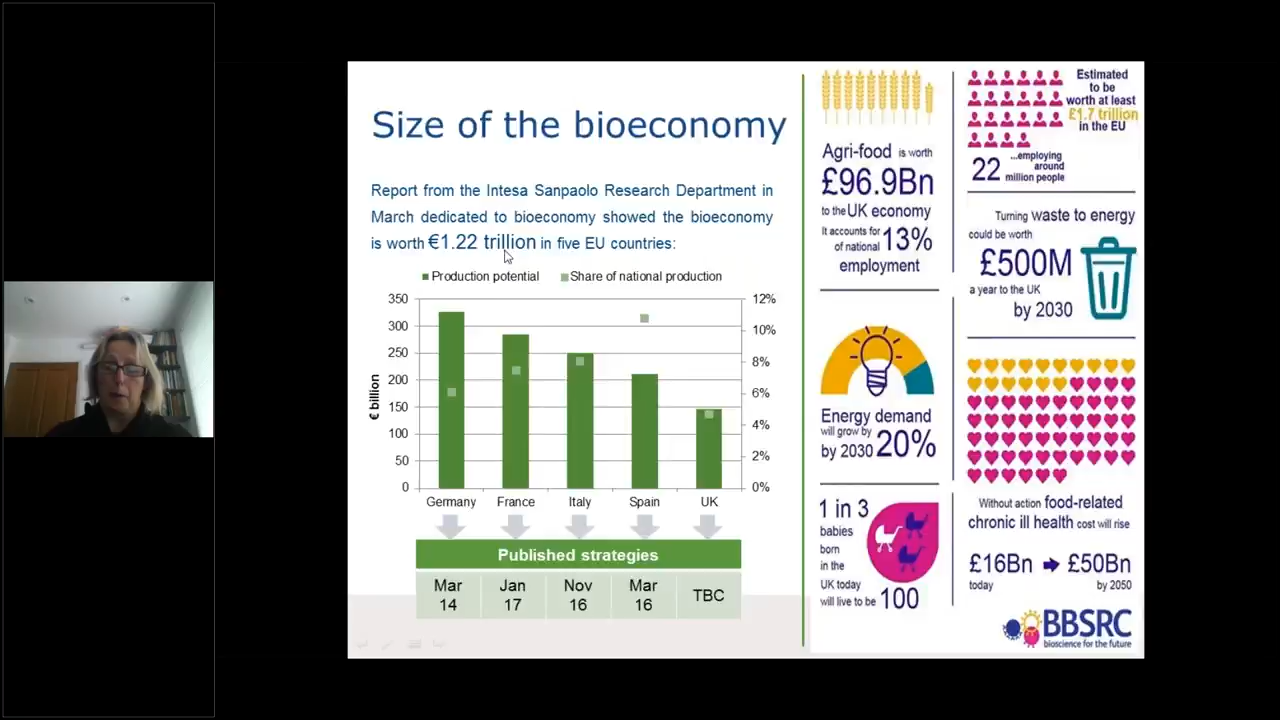 Size of the bioeconomy
Report from the Intesa Sanpaolo Research Department in
March dedicated to bioeconomy showed the bioeconomy
is worth €1.22 trillion in five EU countries:
Production potential
Share of national production
350
300
250
200
150
100
50
0
€ billion
12%
10%
8%
6%
4%
2%
0%
Germany
France
Italy
Spain
UK
Published strategies
Mar
14
Jan
17
Nov
16
Mar
16
TBC
Agri-food is worth
£96.9Bn
to the UK economy
It accounts for
of national 13%
employment
Energy demand
will grow by
by 2030 20%
1 in 3
babies
born
in the
UK today
will live to be 100
Estimated
to be
worth at least
£1.7 trillion
in the EU
...employing
around
22 million people
Turning waste to energy
could be worth
£500M
a year to the UK
by 2030
Without action food-related
chronic ill health cost will rise
£16Bn
today
£50Bn
by 2050
BBSRC
bioscience for the future